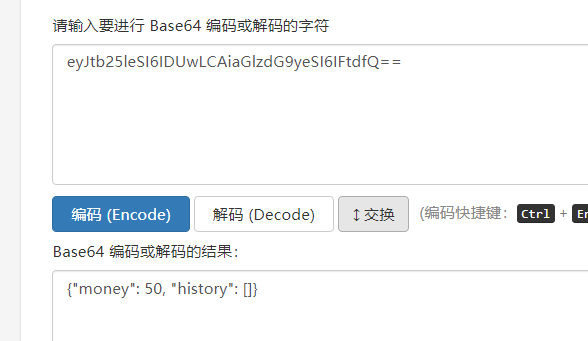 请输入要进行 Base64 编码或解码的字符
eyJtb25leSI6IDUwLCAiaGlzdG9yeSI6IFtdfQ==
编码 (Encode) 解码 (Decode) ↕交换 (编码快捷键： Ctrl +
Base64 编码或解码的结果：
{"money": 50, "history": []}